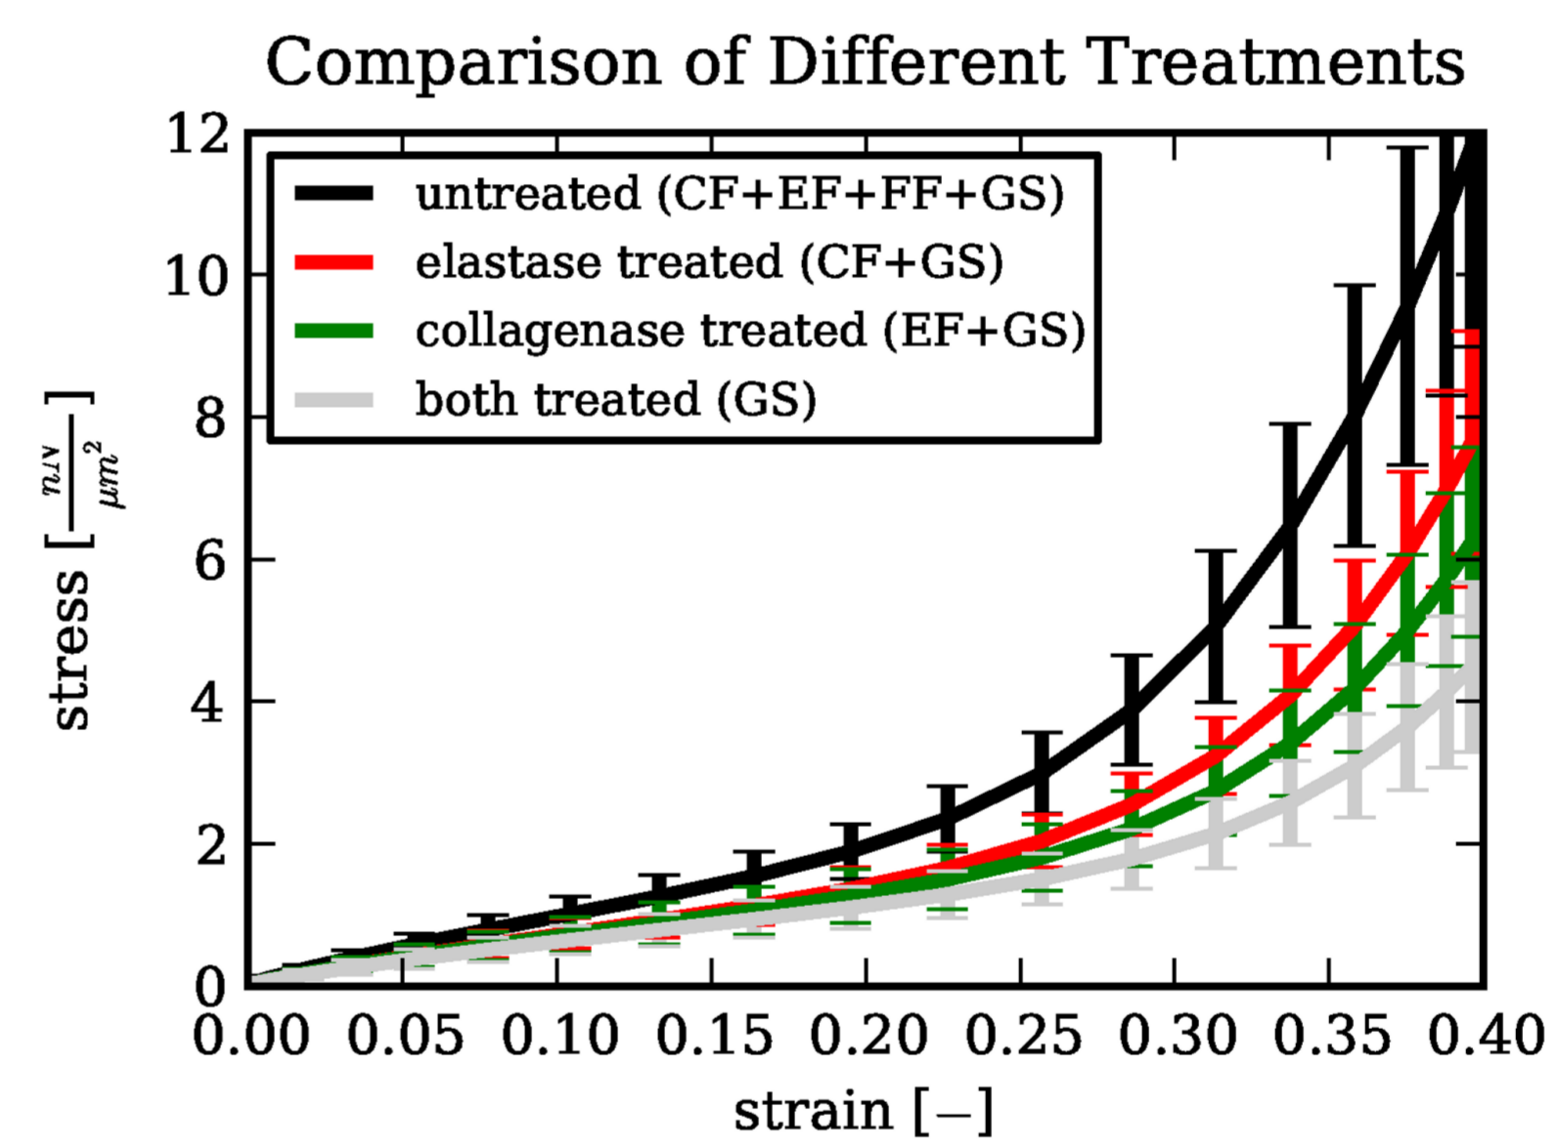 Comparison of Different Treatments
12
10
8
6
4
2
0
stress [nN/μm²]
untreated (CF+EF+FF+GS)
elastase treated (CF+GS)
collagenase treated (EF+GS)
both treated (GS)
0.00 0.05 0.10 0.15 0.20 0.25 0.30 0.35 0.40
strain [−]